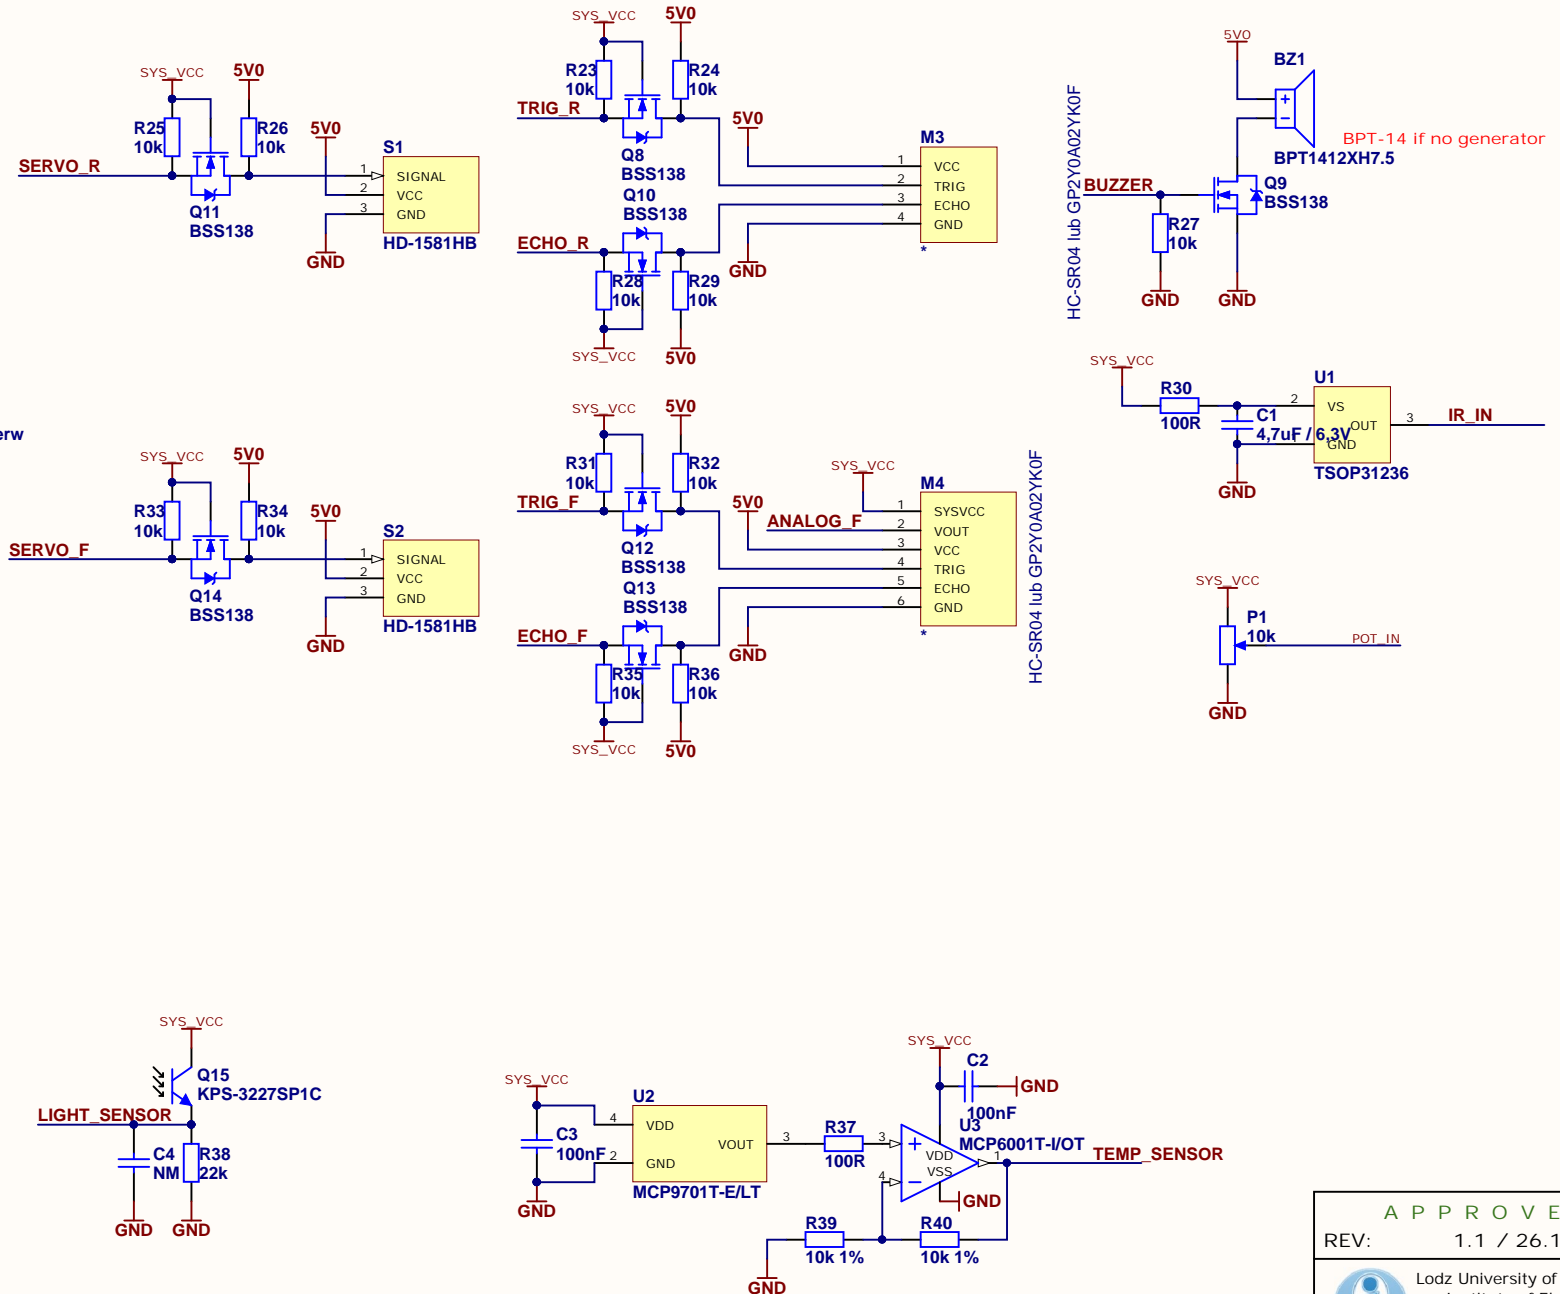 SYS_VCC
5V0
R25
10k
R26
10k
5V0
SERVO_R
Q11
BSS138
S1
1
SIGNAL
2
VCC
3
GND
HD-1581HB
GND
SYS_VCC
5V0
R23
10k
R24
10k
TRIG_R
Q8
BSS138
Q10
BSS138
ECHO_R
R28
10k
R29
10k
SYS_VCC
5V0
5V0
M3
1
VCC
2
TRIG
3
ECHO
4
GND
*
GND
HC-SR04 lub GP2Y0A02YK0F
5V0
BZ1
BPT-14 if no generator
BPT1412XH7.5
BUZZER
Q9
BSS138
R27
10k
GND
GND
SYS_VCC
R30
100R
C1
4,7uF / 6,3V
U1
2
VS
OUT
3
IR_IN
GND
TSOP31236
GND
erw
SYS_VCC
5V0
R33
10k
R34
10k
5V0
SERVO_F
Q14
BSS138
S2
1
SIGNAL
2
VCC
3
GND
HD-1581HB
GND
SYS_VCC
5V0
R31
10k
R32
10k
TRIG_F
Q12
BSS138
Q13
BSS138
ECHO_F
R35
10k
R36
10k
SYS_VCC
5V0
SYS_VCC
5V0
ANALOG_F
M4
1
SYSVCC
2
VOUT
3
VCC
4
TRIG
5
ECHO
6
GND
*
GND
HC-SR04 lub GP2Y0A02YK0F
SYS_VCC
P1
10k
POT_IN
GND
SYS_VCC
Q15
KPS-3227SP1C
LIGHT_SENSOR
C4
NM
R38
22k
GND
GND
SYS_VCC
C3
100nF
U2
4
VDD
VOUT
3
2
GND
MCP9701T-E/LT
GND
R37
100R
SYS_VCC
C2
GND
100nF
U3
MCP6001T-I/OT
3
VDD
VSS
4
1
TEMP_SENSOR
GND
R39
10k 1%
R40
10k 1%
GND
A P P R O V E
REV: 1.1 / 26.1
Lodz University of